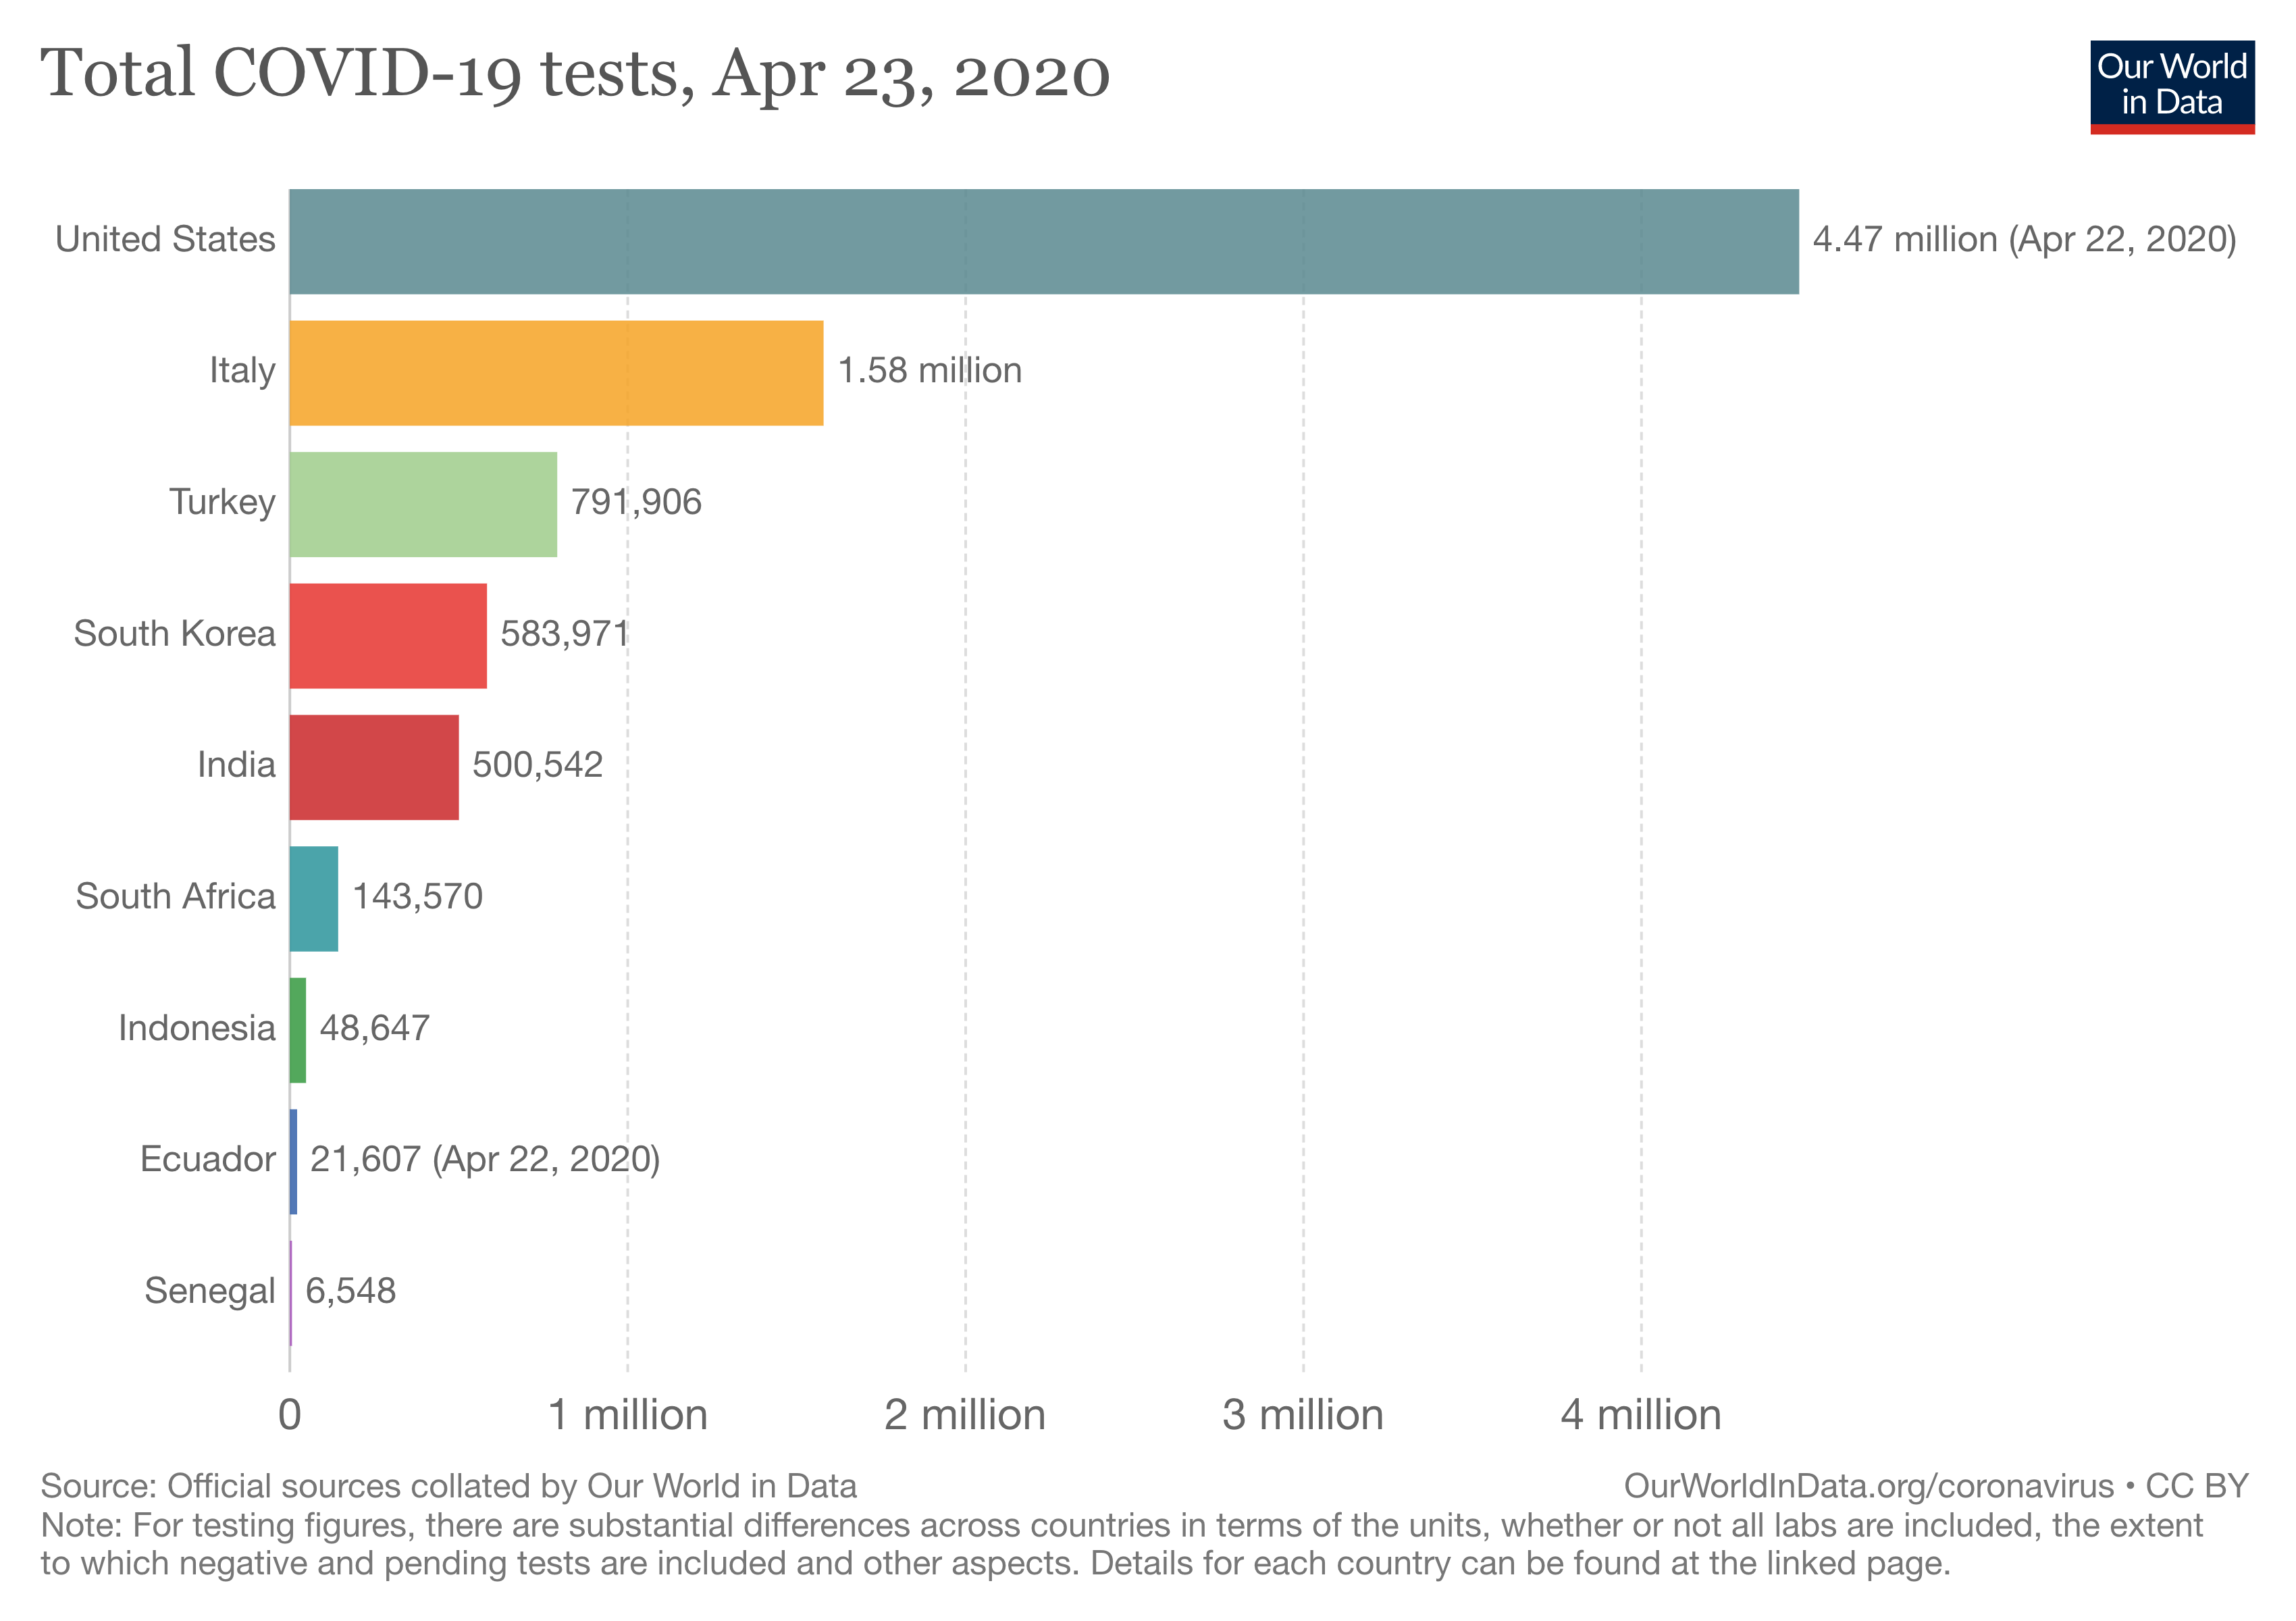 Total COVID-19 tests, Apr 23, 2020
Our World
in Data
United States
4.47 million (Apr 22, 2020)
Italy
1.58 million
Turkey
791,906
South Korea
583,971
India
500,542
South Africa
143,570
Indonesia
48,647
Ecuador
21,607 (Apr 22, 2020)
Senegal
6,548
0
1 million
2 million
3 million
4 million
Source: Official sources collated by Our World in Data
OurWorldInData.org/coronavirus • CC BY
Note: For testing figures, there are substantial differences across countries in terms of the units, whether or not all labs are included, the extent
to which negative and pending tests are included and other aspects. Details for each country can be found at the linked page.